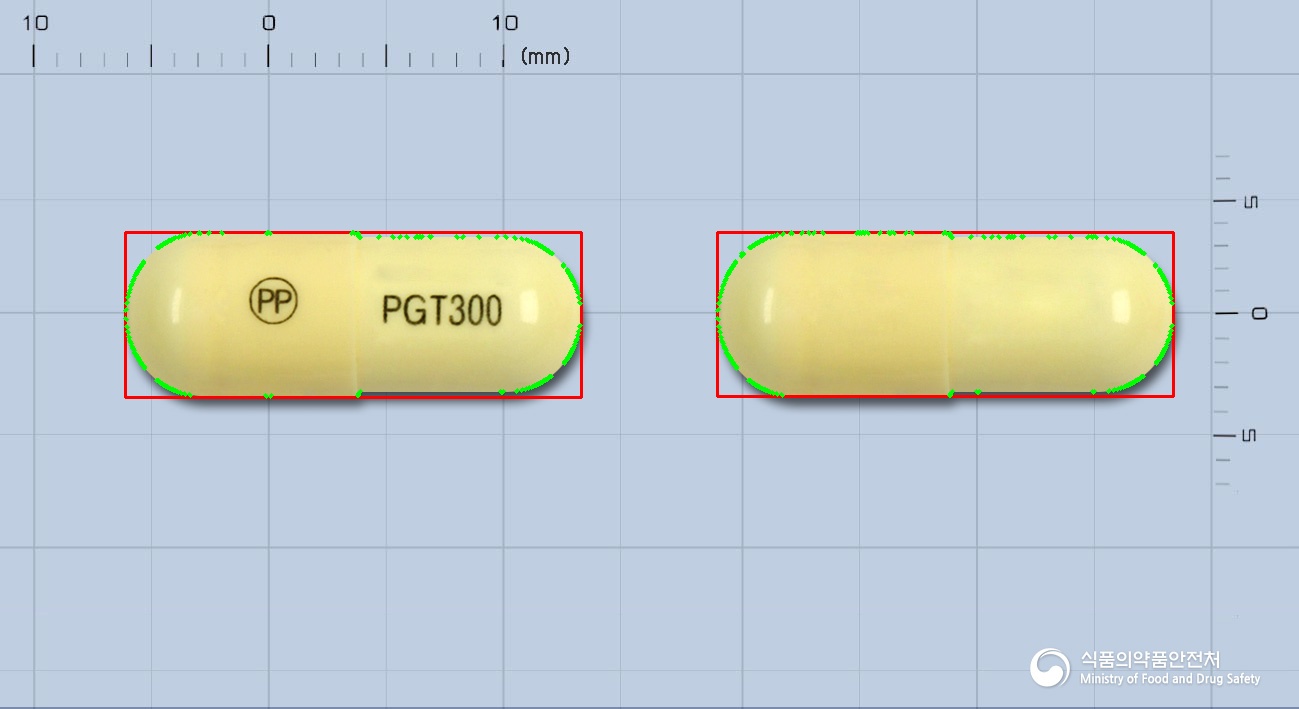 10 0 10
(mm)
PP
PGT300
5
0
5
식품의약품안전처
Ministry of Food and Drug Safety